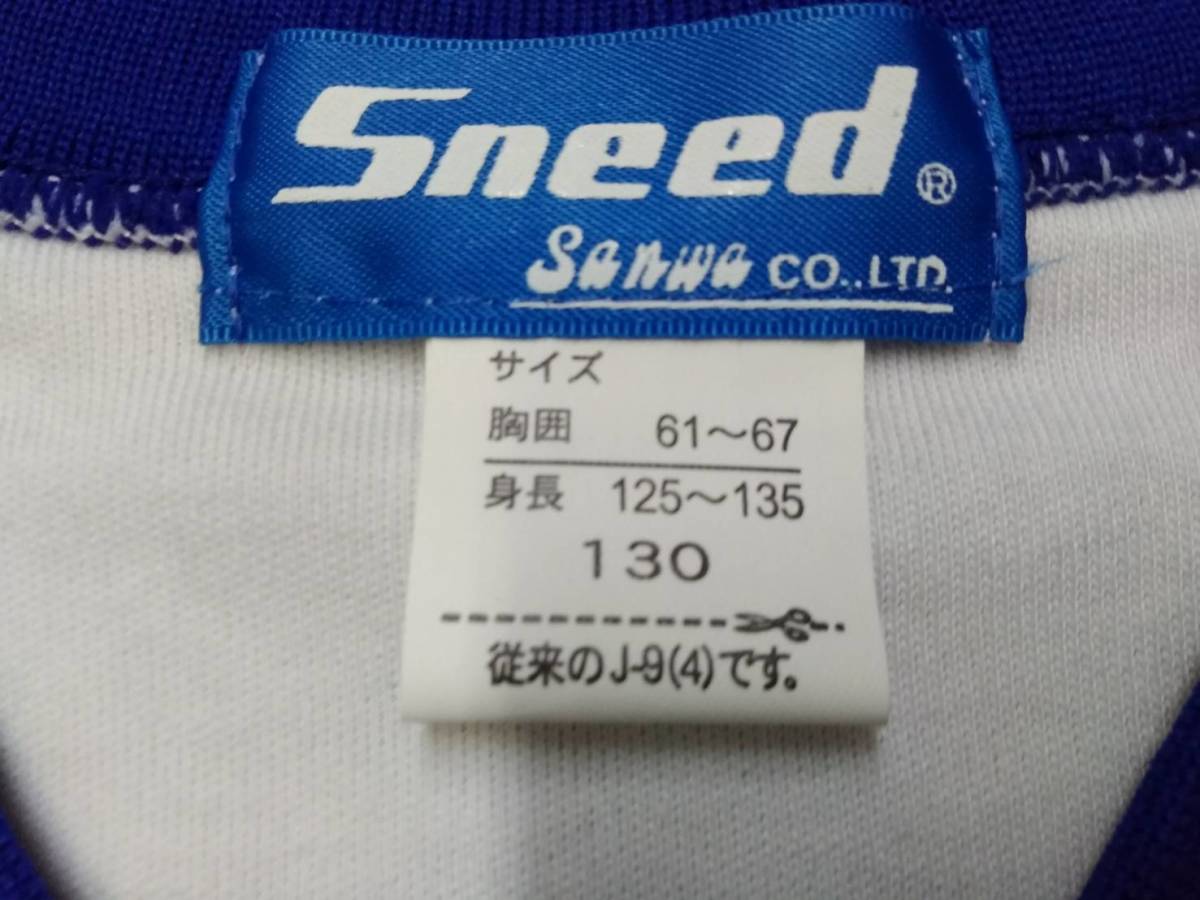 Sneed®
Sanwa CO.,LTD.
サイズ
胸囲 61～67
身長 125～135
130
従来のJ-9(4)です。